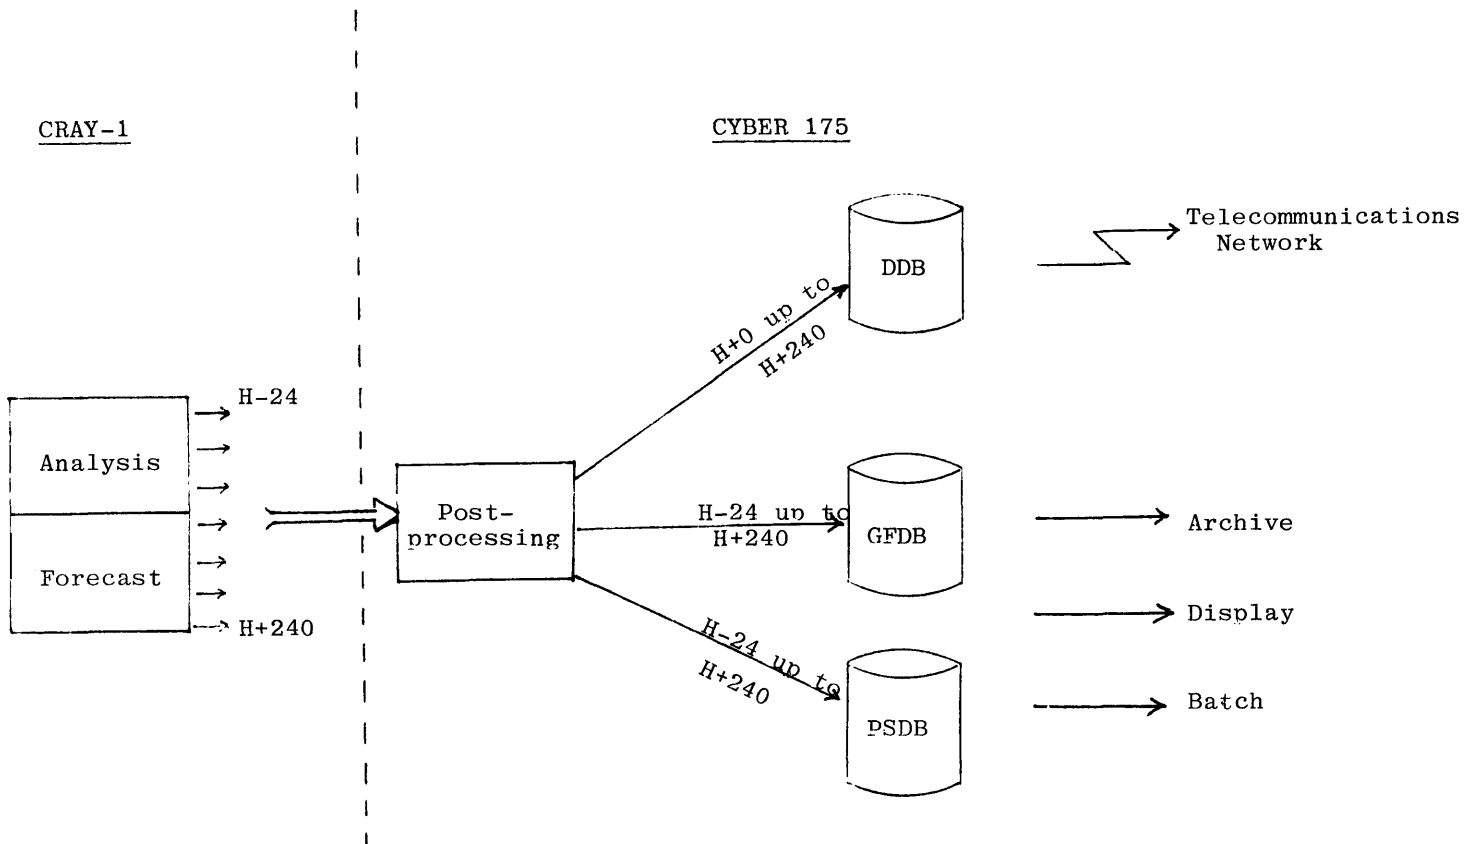 CRAY-1
CYBER 175
Telecommunications
Network
DDB
H+0 up to
H+240
H-24
Analysis
Forecast
H+240
Post-
processing
H-24 up to
H+240
GFDB
Archive
Display
H-24 up to
H+240
PSDB
Batch